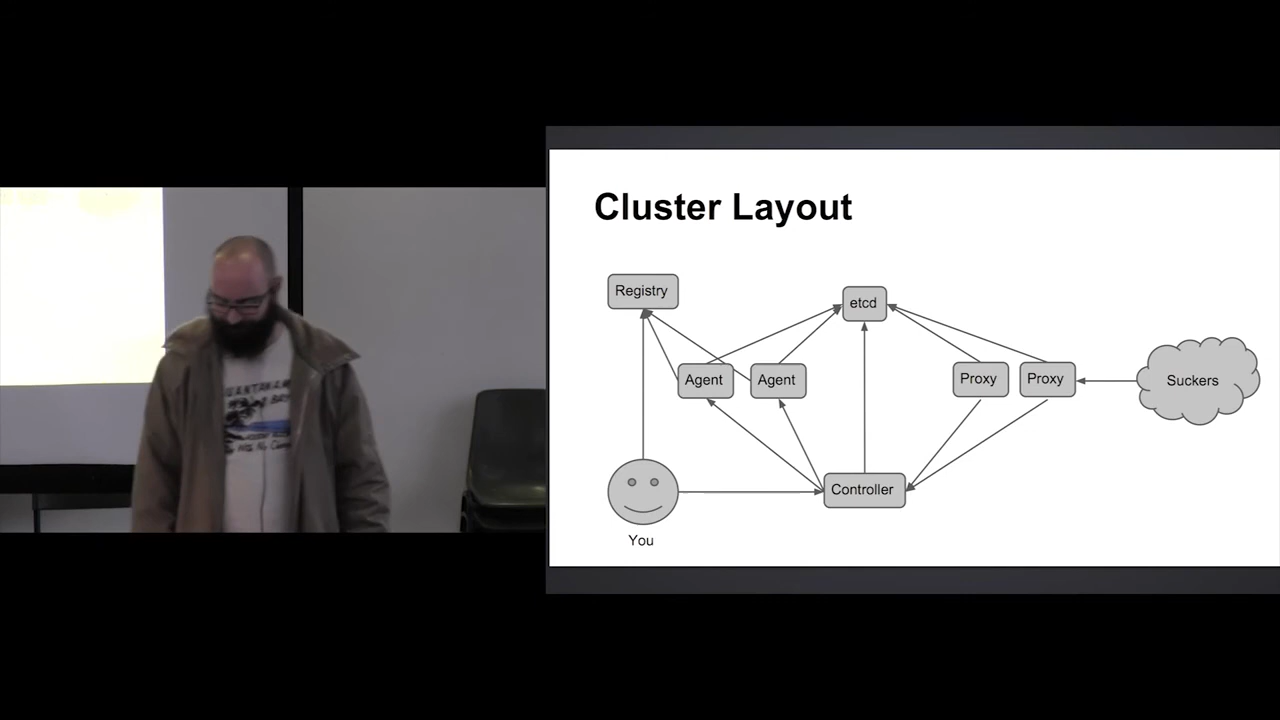 Cluster Layout
Registry
etcd
Agent
Agent
Proxy
Proxy
Suckers
Controller
You